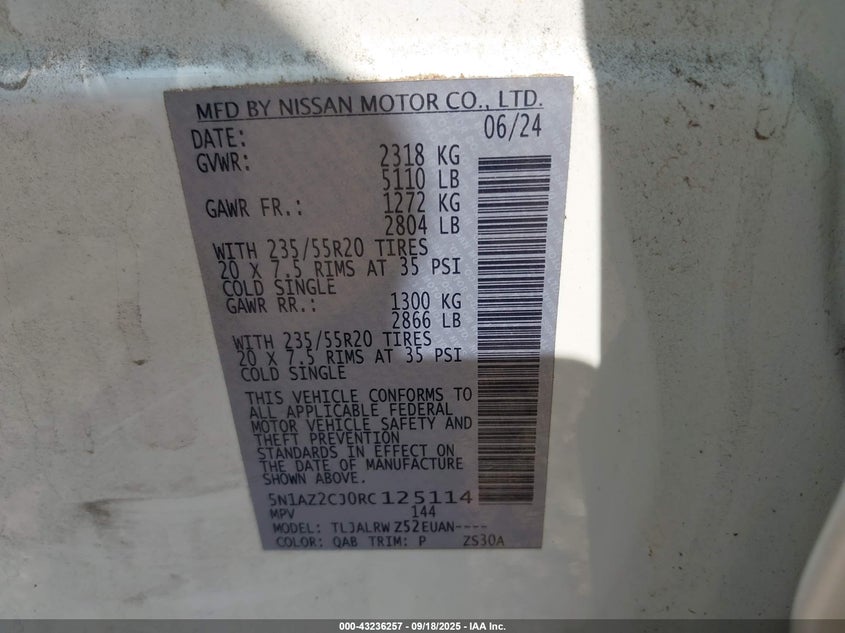 MFD BY NISSAN MOTOR CO., LTD.
DATE: 06/24
GVWR: 2318 KG
5110 LB
GAWR FR.: 1272 KG
2804 LB
WITH 235/55R20 TIRES
20 X 7.5 RIMS AT 35 PSI
COLD SINGLE
GAWR RR.: 1300 KG
2866 LB
WITH 235/55R20 TIRES
20 X 7.5 RIMS AT 35 PSI
COLD SINGLE
THIS VEHICLE CONFORMS TO
ALL APPLICABLE FEDERAL
MOTOR VEHICLE SAFETY AND
THEFT PREVENTION
STANDARDS IN EFFECT ON
THE DATE OF MANUFACTURE
SHOWN ABOVE.
5N1AZ2CJ0RC125114
MPV 144
MODEL: TLJALRWZ52EUAN----
COLOR: QAB TRIM: P ZS30A
000-43236257 - 09/18/2025 - IAA Inc.